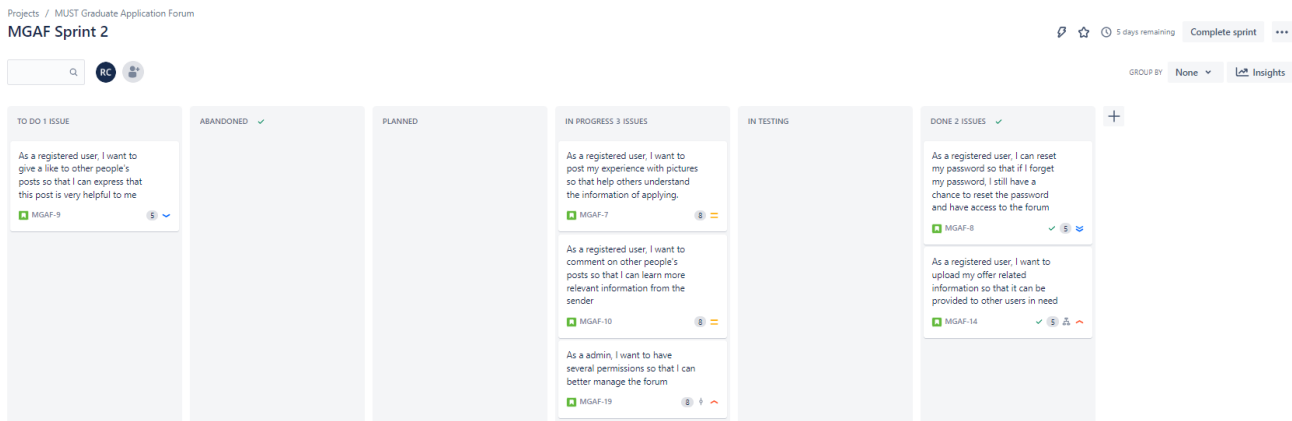 Projects / MUST Graduate Application Forum
MGAF Sprint 2
5 days remaining
Complete sprint
RC
GROUP BY
None
Insights
TO DO 1 ISSUE
As a registered user, I want to
give a like to other people's
posts so that I can express that
this post is very helpful to me
MGAF-9
5
ABANDONED
PLANNED
IN PROGRESS 3 ISSUES
As a registered user, I want to
post my experience with pictures
so that help others understand
the information of applying.
MGAF-7
8
As a registered user, I want to
comment on other people's
posts so that I can learn more
relevant information from the
sender
MGAF-10
8
As a admin, I want to have
several permissions so that I can
better manage the forum
MGAF-19
8
IN TESTING
DONE 2 ISSUES
As a registered user, I can reset
my password so that if I forget
my password, I still have a
chance to reset the password
and have access to the forum
MGAF-8
5
As a registered user, I want to
upload my offer related
information so that it can be
provided to other users in need
MGAF-14
5